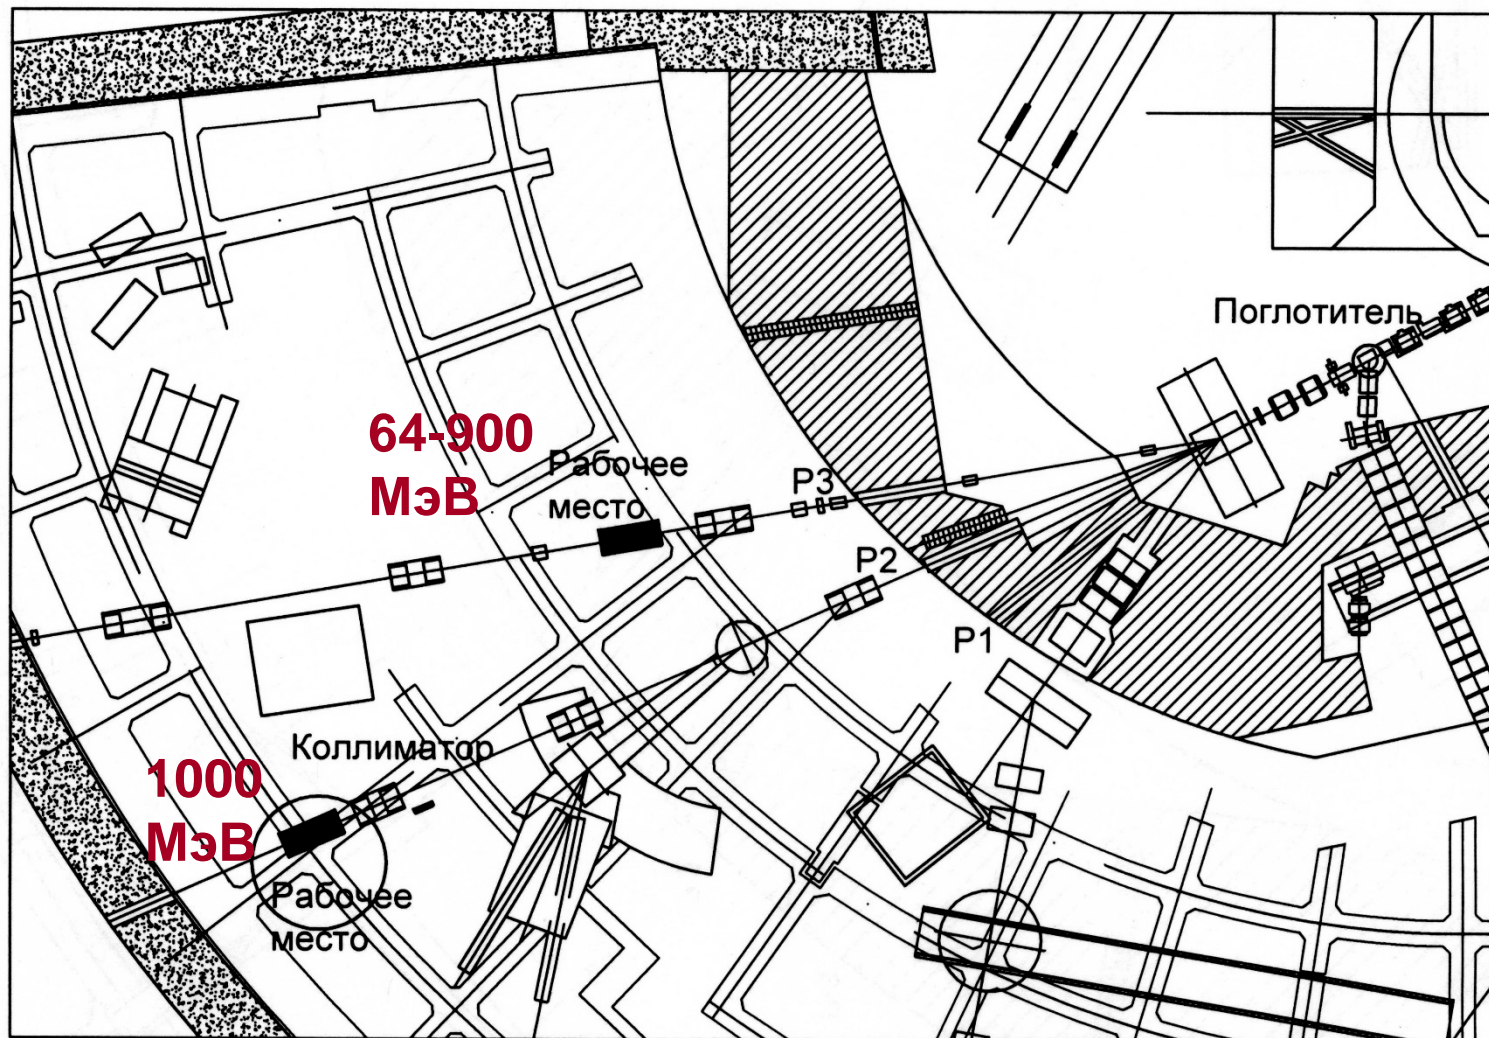 Поглотитель
64-900
МэВ
Рабочее
место
P3
P2
P1
Коллиматор
1000
МэВ
Рабочее
место